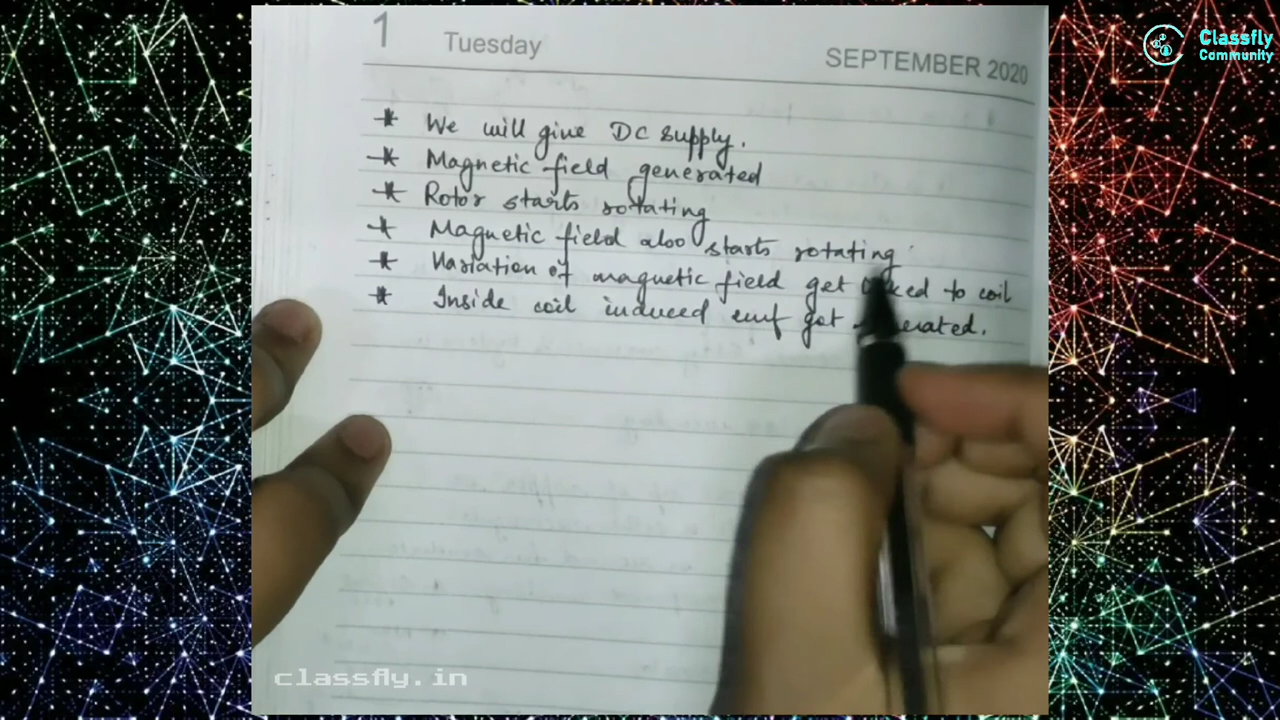 Classfly
Community
1 Tuesday SEPTEMBER 2020
* We will give DC supply.
* Magnetic field generated
* Rotor starts rotating
* Magnetic field also starts rotating
* Variation of magnetic field get to coil
* Inside coil induced emf get
classfly.in